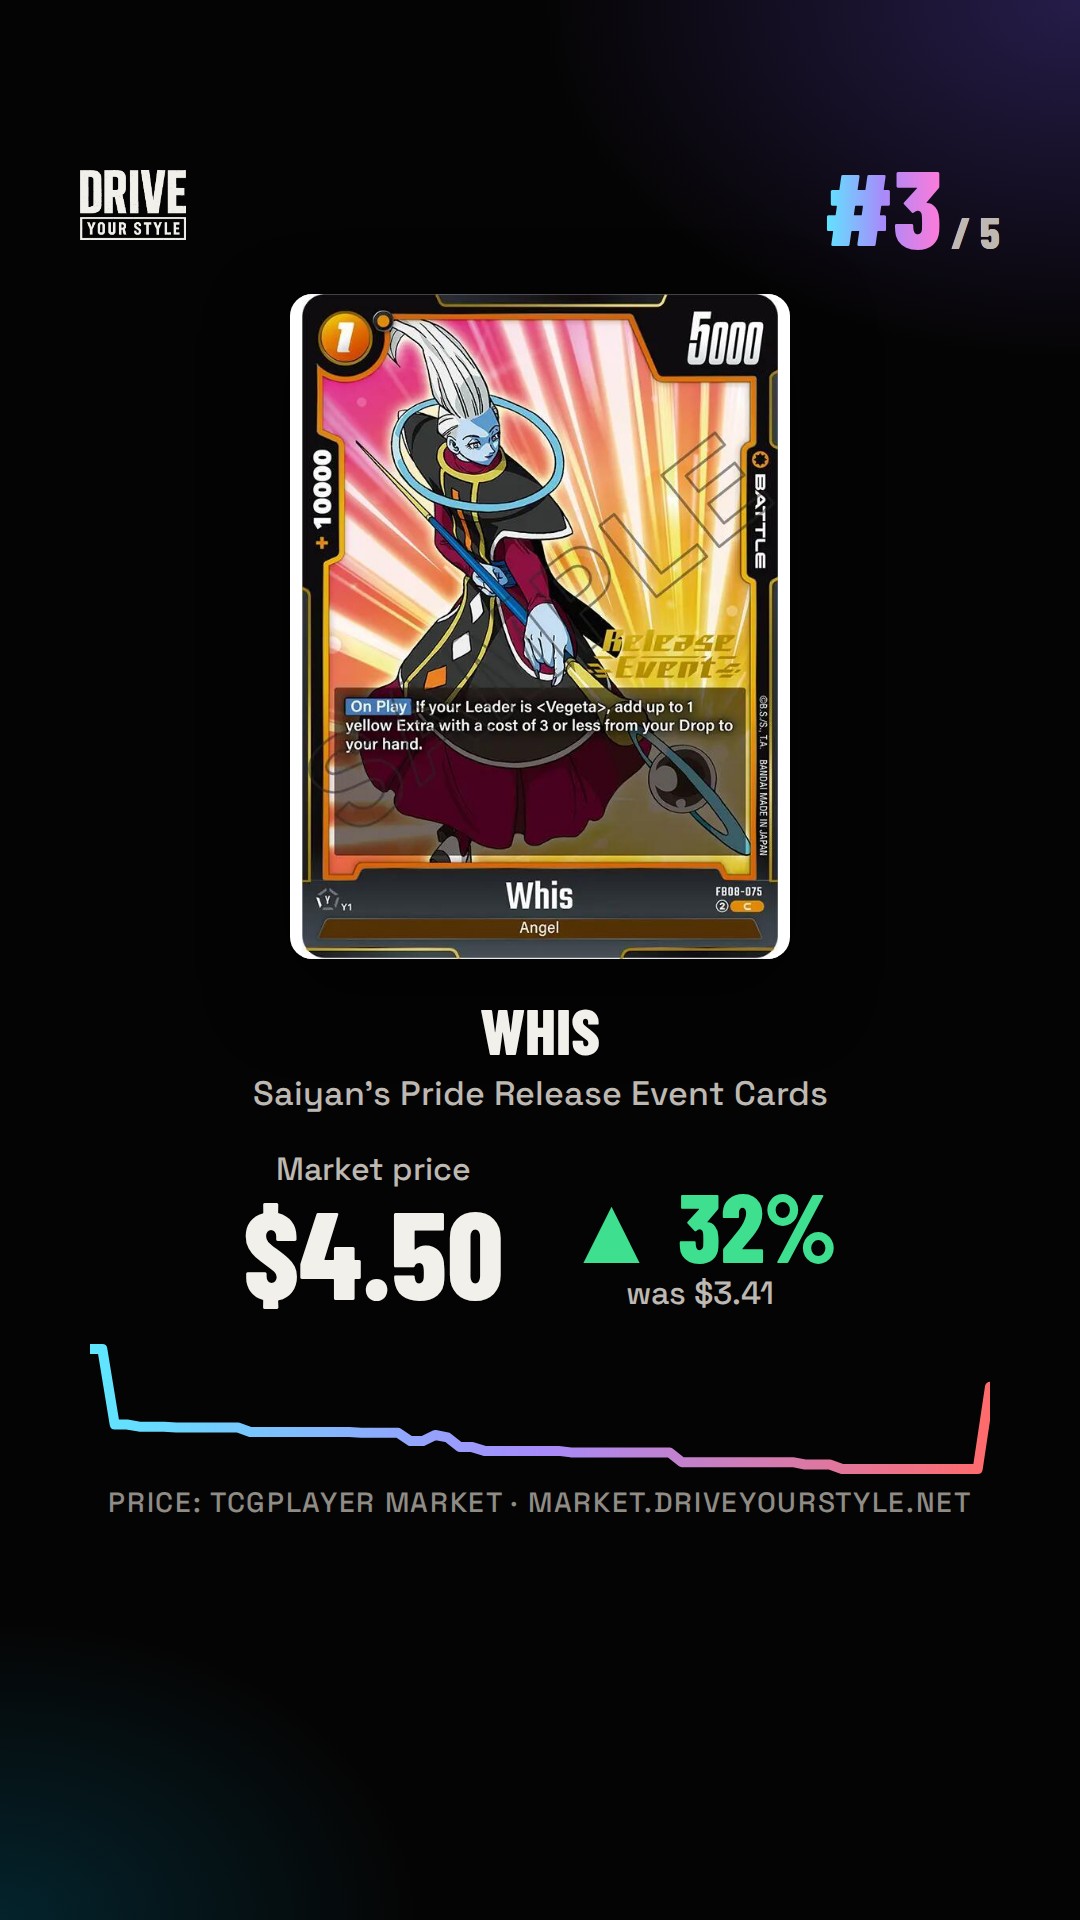 DRIVE
YOUR STYLE
#3 / 5
1
5000
+ 10000
BATTLE
SAMPLE
Release
Event
On Play If your Leader is <Vegeta>, add up to 1
yellow Extra with a cost of 3 or less from your Drop to
your hand.
©B.S./S., T.A. BANDAI MADE IN JAPAN
Y Y1
Whis
FB08-075
2 C
Angel
WHIS
Saiyan's Pride Release Event Cards
Market price
$4.50
▲ 32%
was $3.41
PRICE: TCGPLAYER MARKET · MARKET.DRIVEYOURSTYLE.NET